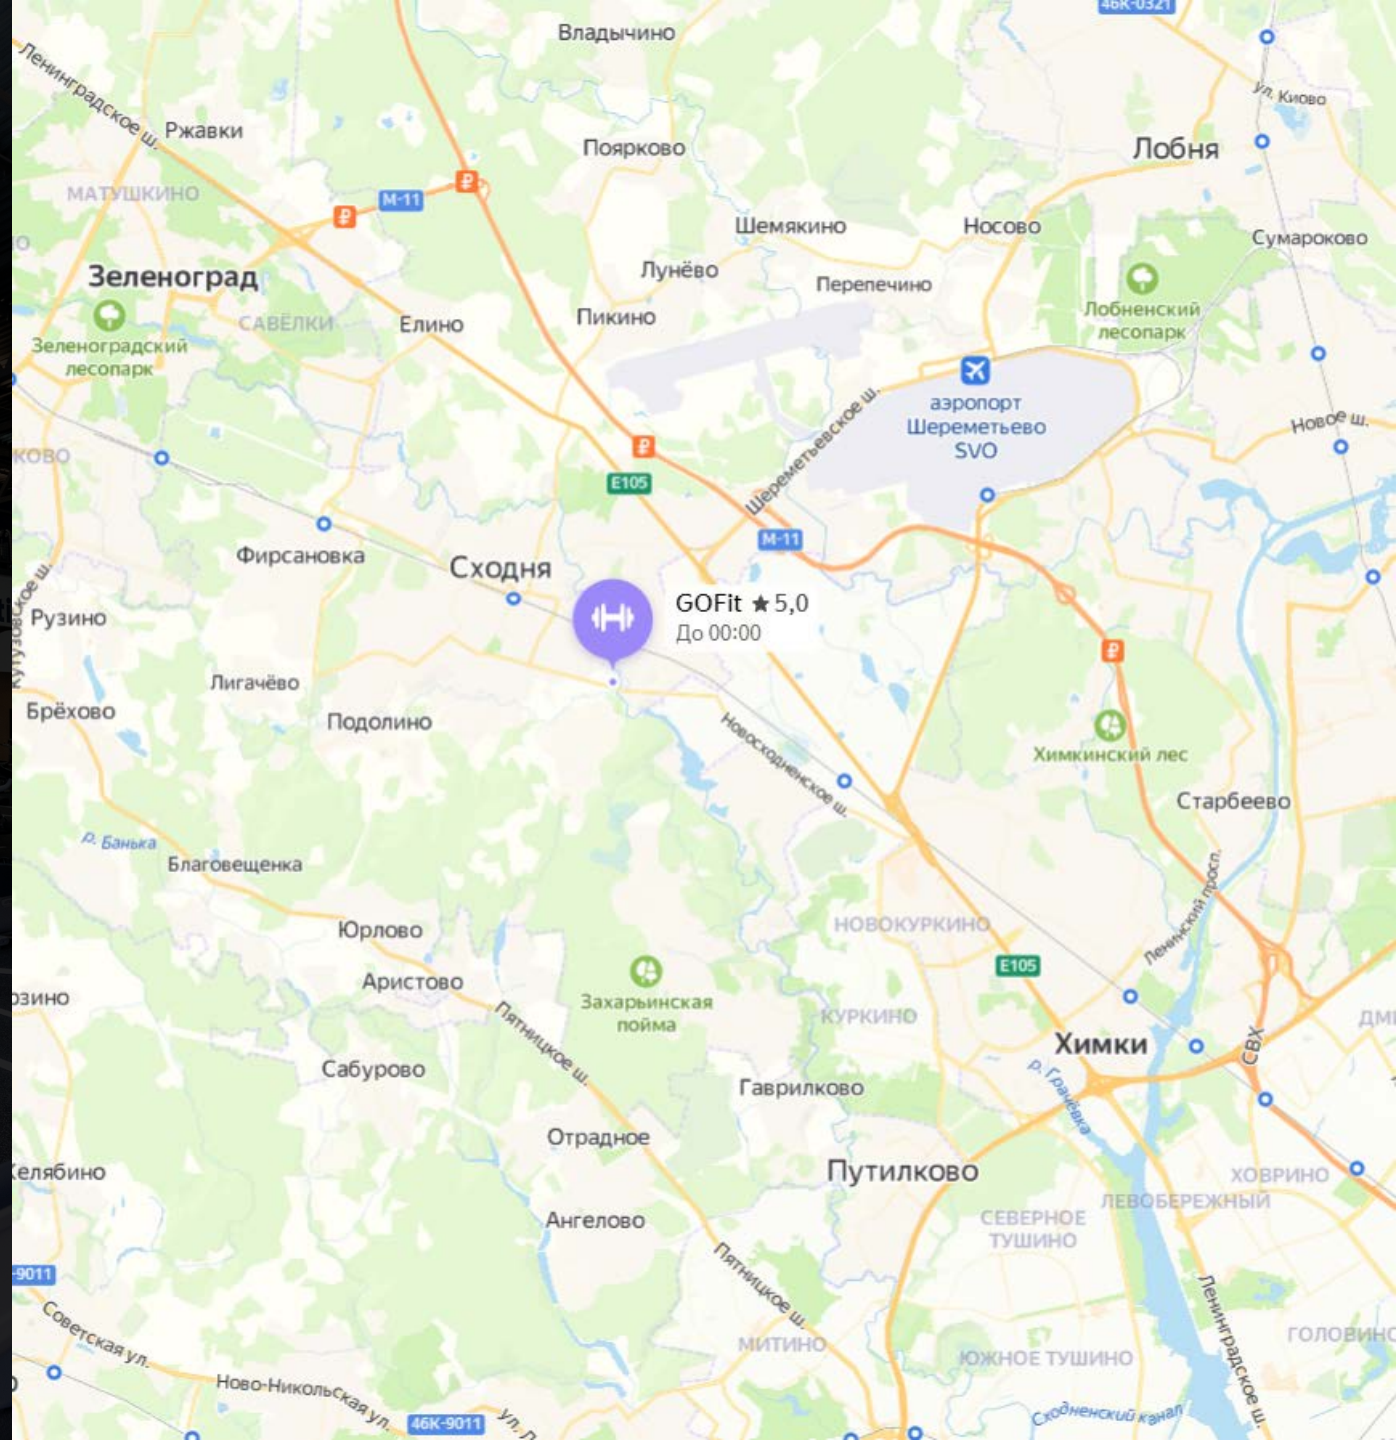 46К-0321
Владычино
Ленинградское ш.
ул. Киово
Ржавки
Поярково
Лобня
МАТУШКИНО
М-11
Шемякино
Носово
Сумароково
Зеленоград
Лунёво
Перепечино
САВЁЛКИ
Елино
Пикино
Лобненский
лесопарк
Зеленоградский
лесопарк
аэропорт
Шереметьево
SVO
Шереметьевское ш.
Новое ш.
E105
М-11
Фирсановка
Сходня
Кутузовское ш.
Рузино
GOFit ★ 5,0
До 00:00
Лигачёво
Брёхово
Подолино
Новосходненское ш.
Химкинский лес
Старбеево
р. Банька
Благовещенка
Ленинский просп.
Юрлово
НОВОКУРКИНО
E105
Аристово
Захарьинская
пойма
Пятницкое ш.
КУРКИНО
Химки
СВХ
Сабурово
р. Грачёвка
Гаврилково
Отрадное
Путилково
ХОВРИНО
ЛЕВОБЕРЕЖНЫЙ
Ангелово
СЕВЕРНОЕ
ТУШИНО
Пятницкое ш.
-9011
Советская ул.
Ленинградское ш.
МИТИНО
ЮЖНОЕ ТУШИНО
Ново-Никольская ул.
46К-9011
Сходненский канал